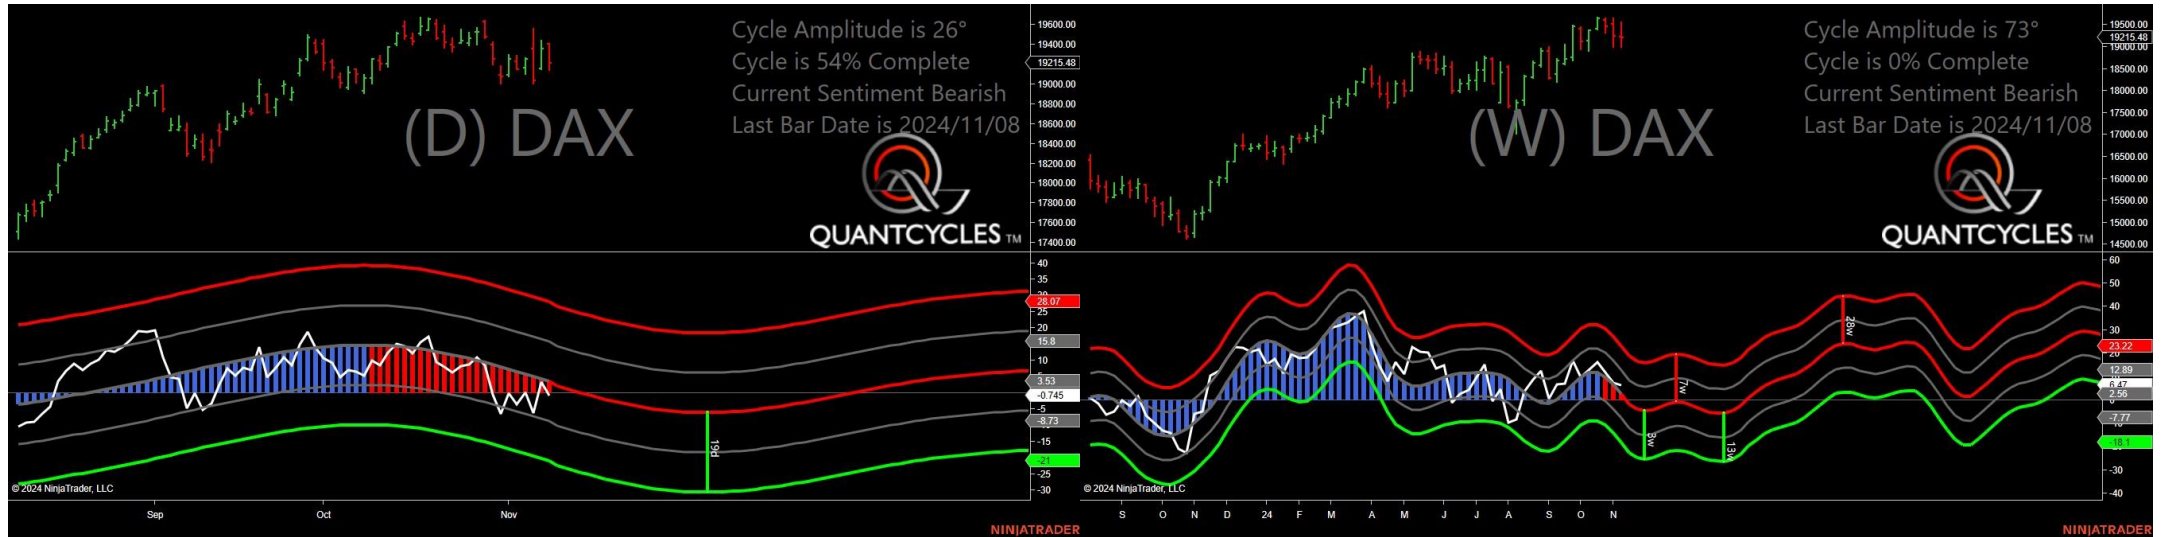 Cycle Amplitude is 26°
Cycle is 54% Complete
Current Sentiment Bearish
Last Bar Date is 2024/11/08
(D) DAX
QUANTCYCLES TM
19600.00
19400.00
19215.48
19000.00
18800.00
18600.00
18400.00
18200.00
18000.00
17800.00
17600.00
17400.00
40
35
28.07
25
20
15.8
10
3.53
-0.745
-5
-8.73
-15
-21
-25
-30
19d
© 2024 NinjaTrader, LLC
Sep Oct Nov
NINJATRADER
Cycle Amplitude is 73°
Cycle is 0% Complete
Current Sentiment Bearish
Last Bar Date is 2024/11/08
(W) DAX
QUANTCYCLES TM
19500.00
19215.48
19000.00
18500.00
18000.00
17500.00
17000.00
16500.00
16000.00
15500.00
15000.00
14500.00
60
50
40
30
23.22
12.89
6.47
2.56
-7.77
-18.1
-30
-40
28w
7w
8w
13w
© 2024 NinjaTrader, LLC
S O N D 24 F M A M J J A S O N
NINJATRADER